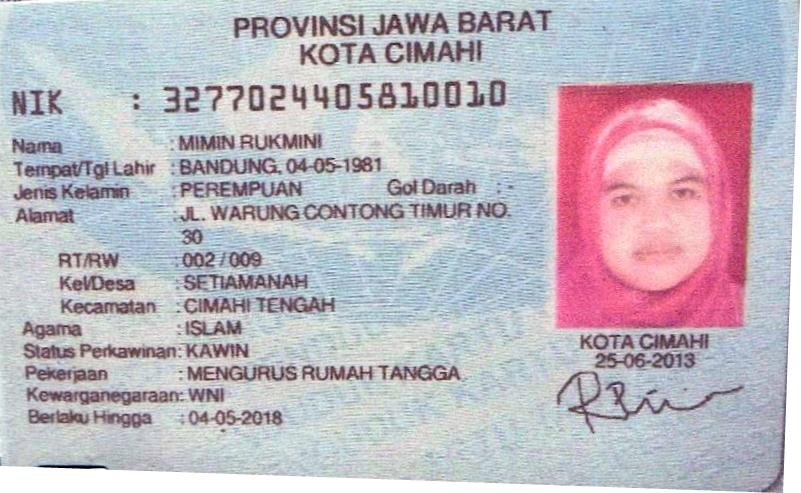 PROVINSI JAWA BARAT
KOTA CIMAHI
NIK : 3277024405810010
Nama : MIMIN RUKMINI
Tempat/Tgl Lahir : BANDUNG, 04-05-1981
Jenis Kelamin : PEREMPUAN Gol Darah : -
Alamat : JL. WARUNG CONTONG TIMUR NO.
30
RT/RW : 002 / 009
Kel/Desa : SETIAMANAH
Kecamatan : CIMAHI TENGAH
Agama : ISLAM
Status Perkawinan: KAWIN
Pekerjaan : MENGURUS RUMAH TANGGA
Kewarganegaraan: WNI
Berlaku Hingga : 04-05-2018
KOTA CIMAHI
25-06-2013